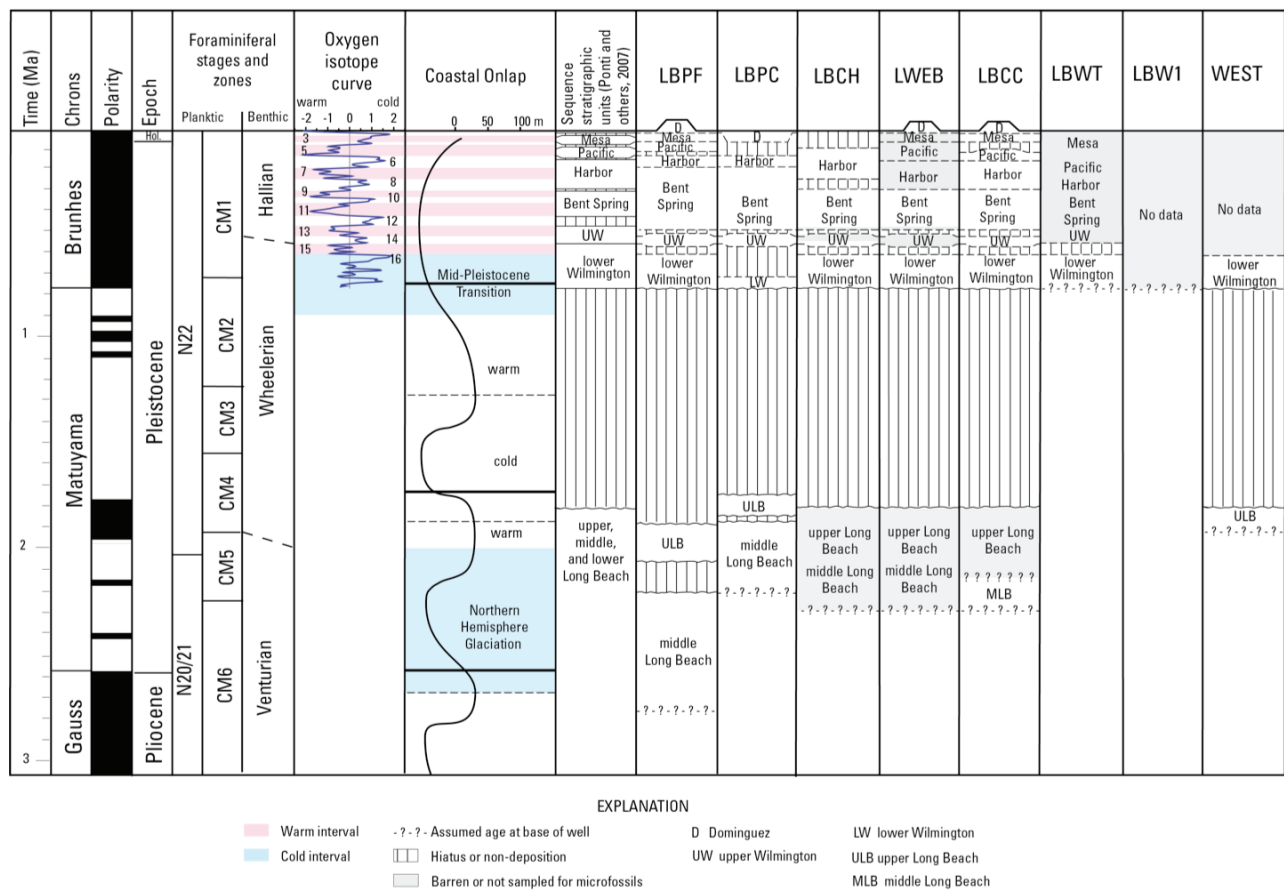 Time (Ma)
Chrons
Polarity
Epoch
Foraminiferal
stages and
zones
Planktic
Benthic
Oxygen
isotope
curve
warm cold
-2 -1 0 1 2
Coastal Onlap
0 50 100 m
Sequence
stratigraphic
units (Ponti and
others, 2007)
LBPF
LBPC
LBCH
LWEB
LBCC
LBWT
LBW1
WEST
1
2
3
Brunhes
Matuyama
Gauss
Hol.
Pleistocene
Pliocene
N22
N20/21
CM1
CM2
CM3
CM4
CM5
CM6
Hallian
Wheelerian
Venturian
3
5
6
7
8
9
10
11
12
13
14
15
16
Mid-Pleistocene
Transition
warm
cold
warm
Northern
Hemisphere
Glaciation
Mesa
Pacific
Harbor
Bent Spring
UW
lower
Wilmington
upper,
middle,
and lower
Long Beach
D
Mesa
Pacific
Harbor
Bent
Spring
UW
lower
Wilmington
ULB
middle
Long Beach
- ? - ? - ? - ? - ? -
D
Harbor
Bent
Spring
UW
LW
ULB
middle
Long Beach
- ? - ? - ? - ? - ? -
Harbor
Bent
Spring
UW
lower
Wilmington
upper Long
Beach
middle Long
Beach
- ? - ? - ? - ? - ? -
D
Mesa
Pacific
Harbor
Bent
Spring
UW
lower
Wilmington
upper Long
Beach
middle Long
Beach
- ? - ? - ? - ? - ? -
D
Mesa
Pacific
Harbor
Bent
Spring
UW
lower
Wilmington
upper Long
Beach
? ? ? ? ? ? ?
MLB
- ? - ? - ? - ? - ? -
Mesa
Pacific
Harbor
Bent
Spring
UW
lower
Wilmington
- ? - ? - ? - ? - ? -
No data
- ? - ? - ? - ? - ? -
No data
lower
Wilmington
ULB
- ? - ? - ? - ? - ? -
EXPLANATION
Warm interval
Cold interval
- ? - ? - Assumed age at base of well
Hiatus or non-deposition
Barren or not sampled for microfossils
D Dominguez
UW upper Wilmington
LW lower Wilmington
ULB upper Long Beach
MLB middle Long Beach